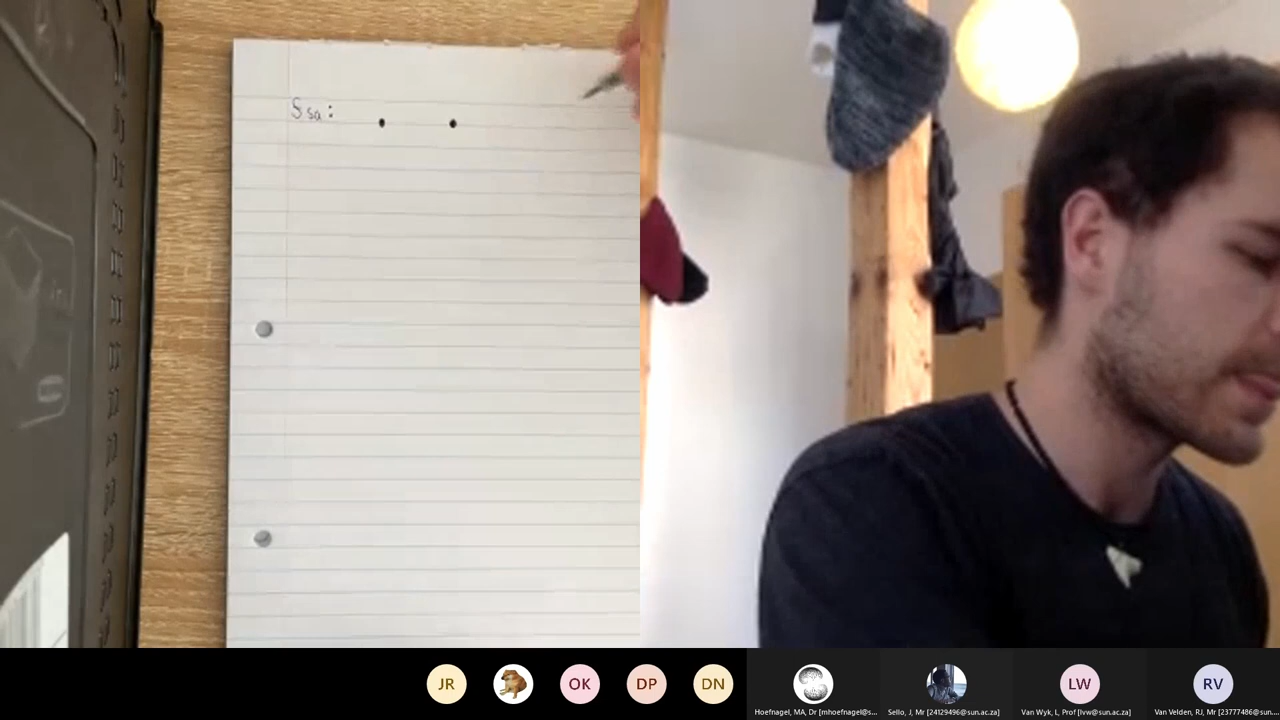 Ssa:
JR
OK
DP
DN
LW
RV
Hoefnagel, MA, Dr [mhoefnagel@s...
Sello, J, Mr [24129496@sun.ac.za]
Van Wyk, L, Prof [lvw@sun.ac.za]
Van Velden, RJ, Mr [23777486@sun....